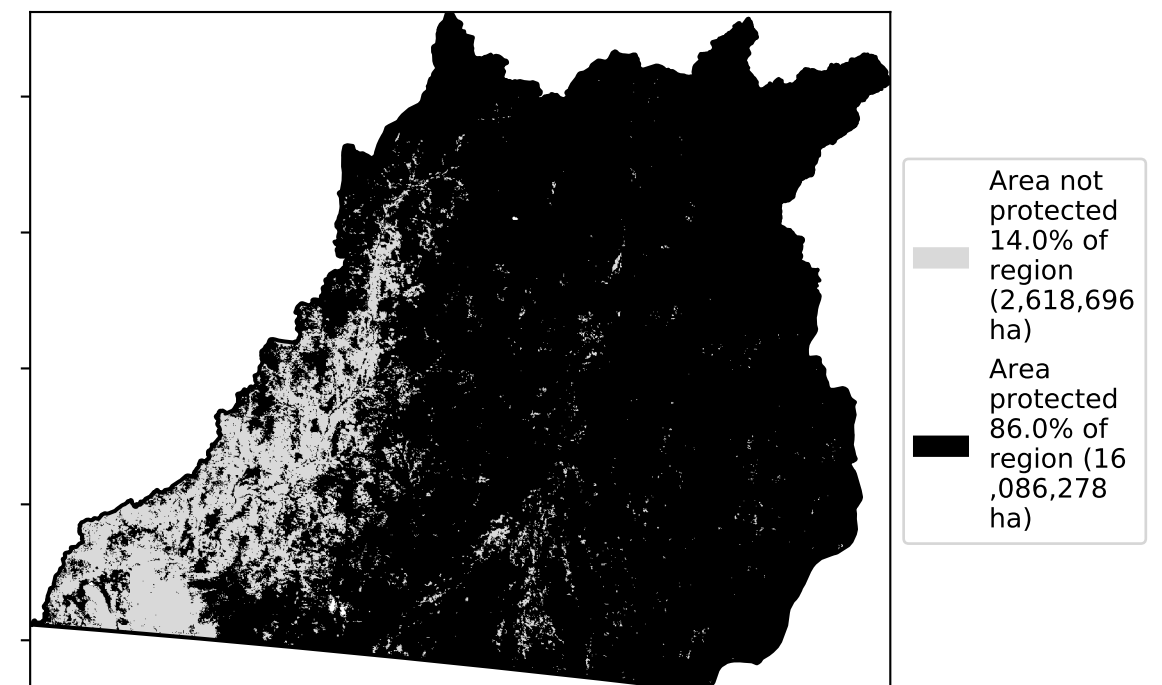 Area not
protected
14.0% of
region
(2,618,696
ha)
Area
protected
86.0% of
region (16
,086,278
ha)